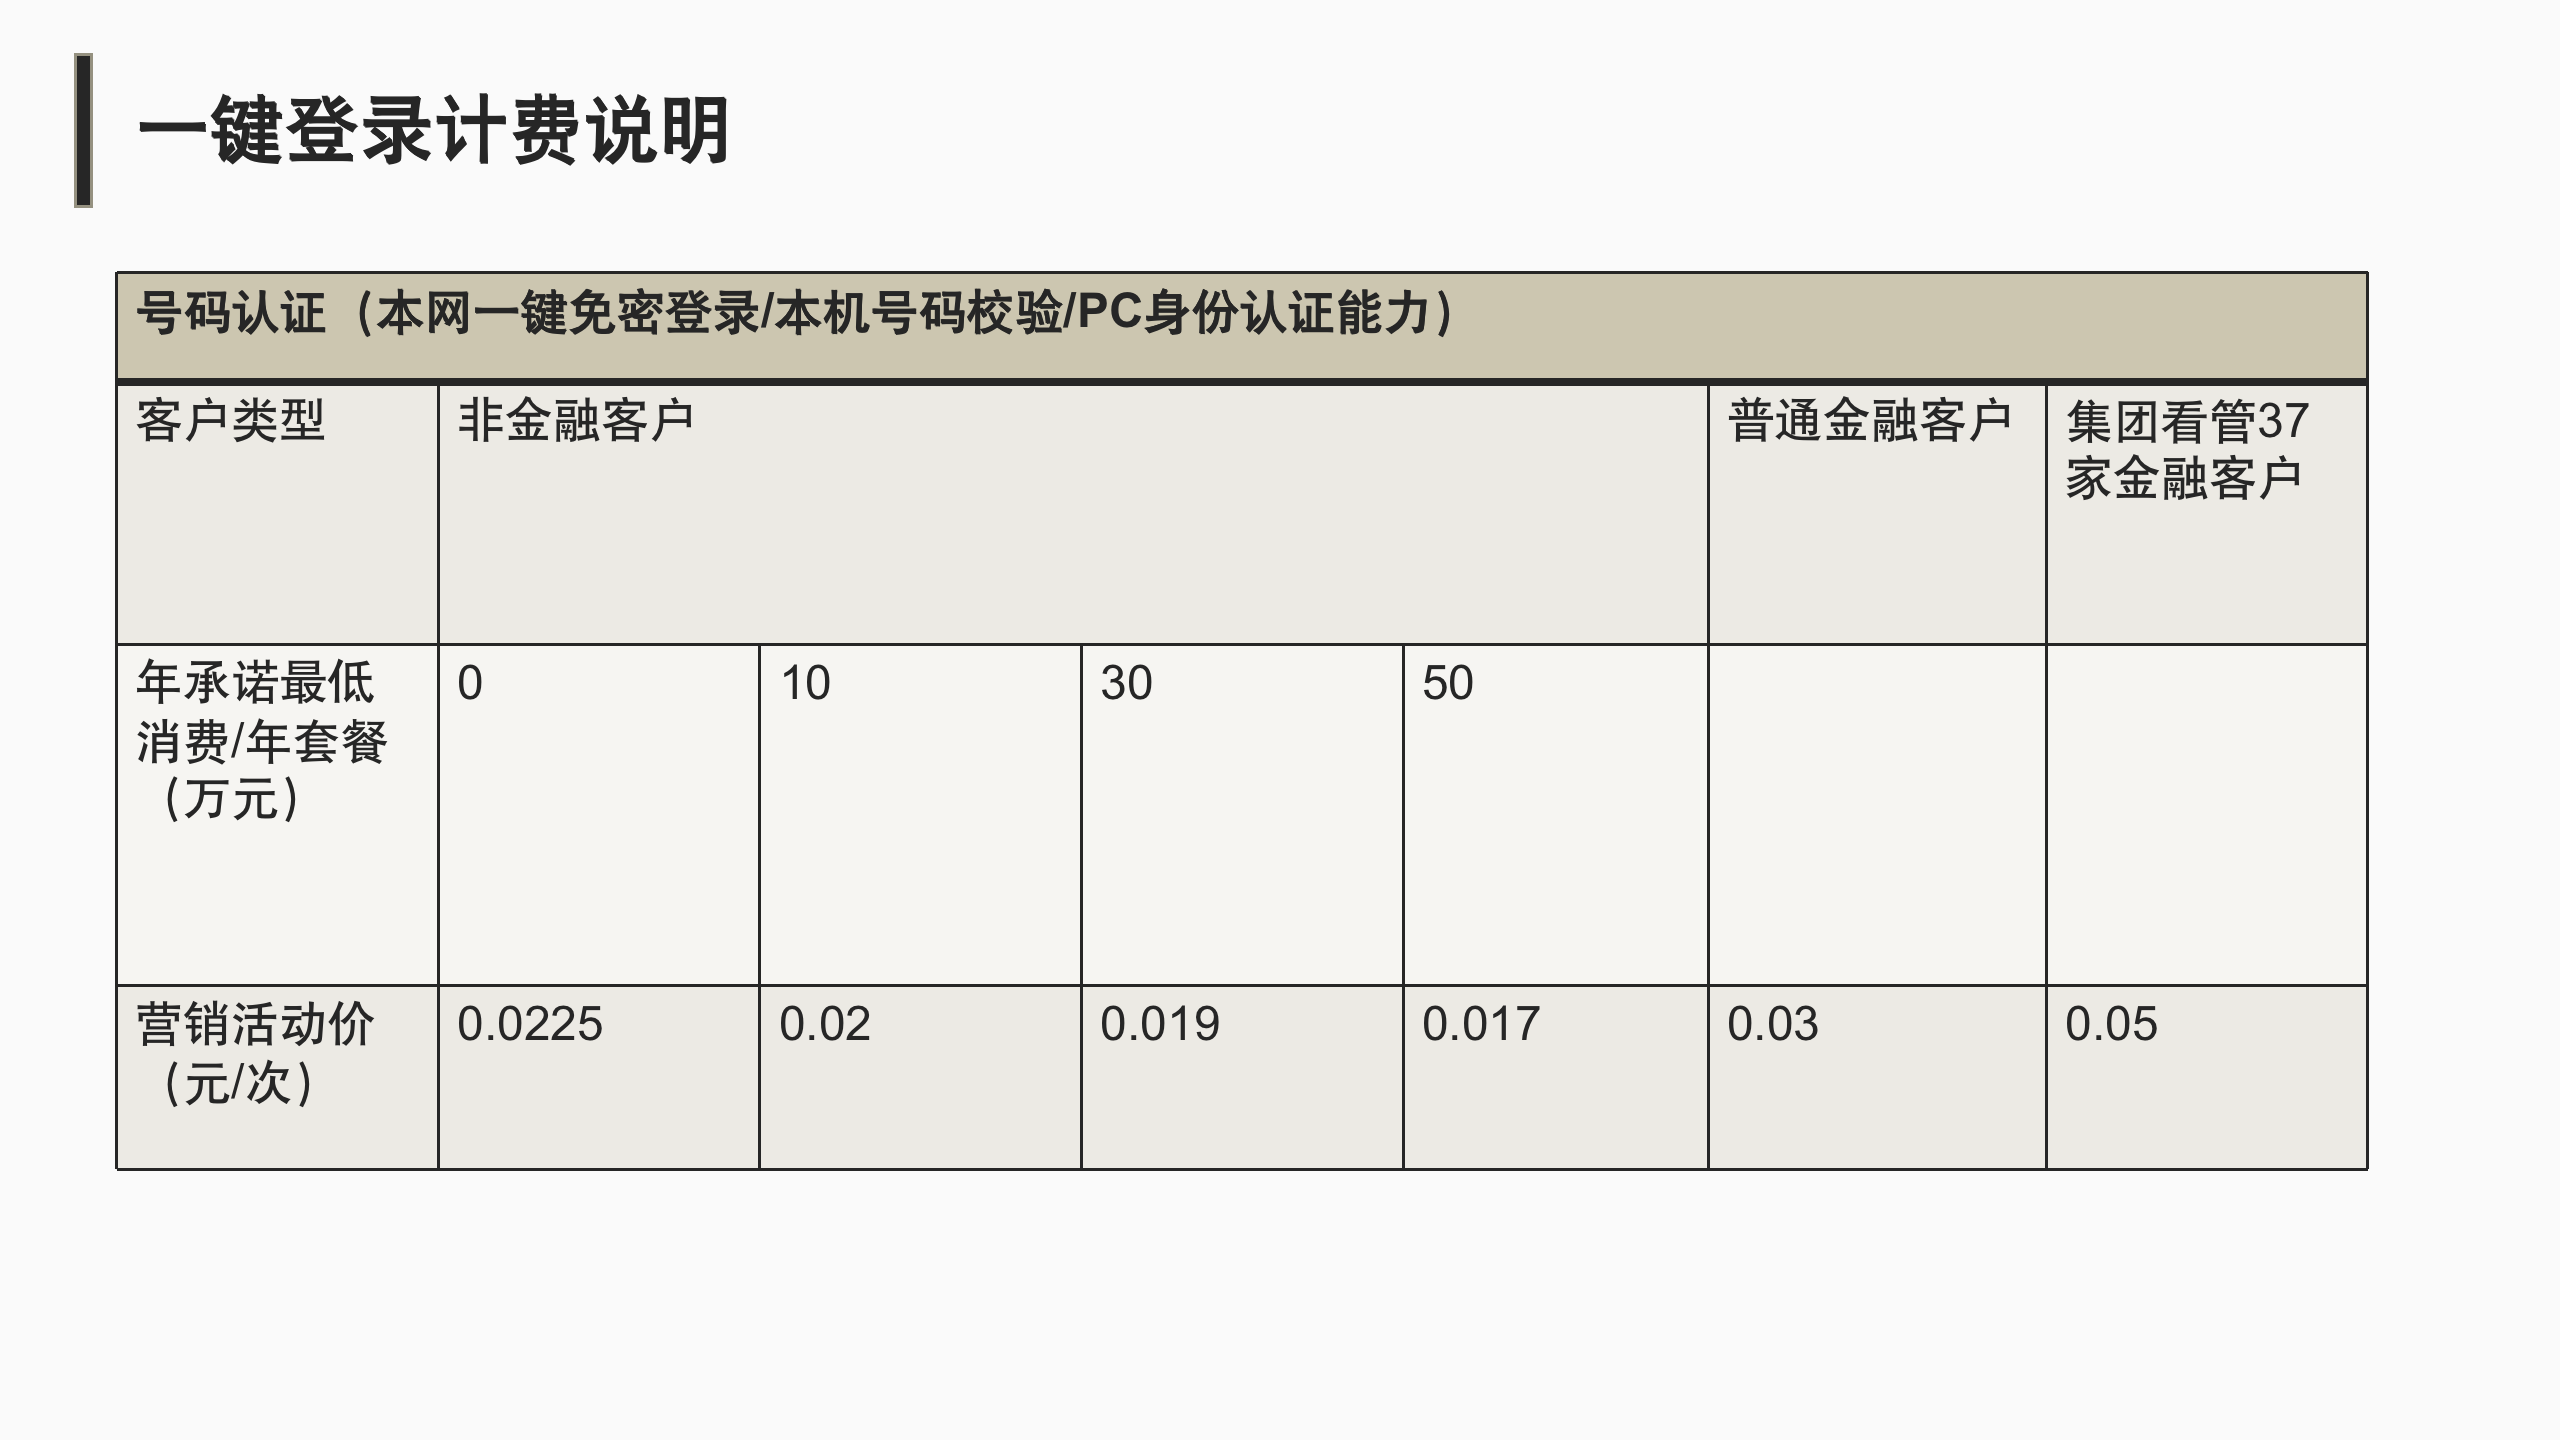 一键登录计费说明
号码认证（本网一键免密登录/本机号码校验/PC身份认证能力）
客户类型
非金融客户
普通金融客户
集团看管37
家金融客户
年承诺最低
消费/年套餐
（万元）
0
10
30
50
营销活动价
（元/次）
0.0225
0.02
0.019
0.017
0.03
0.05